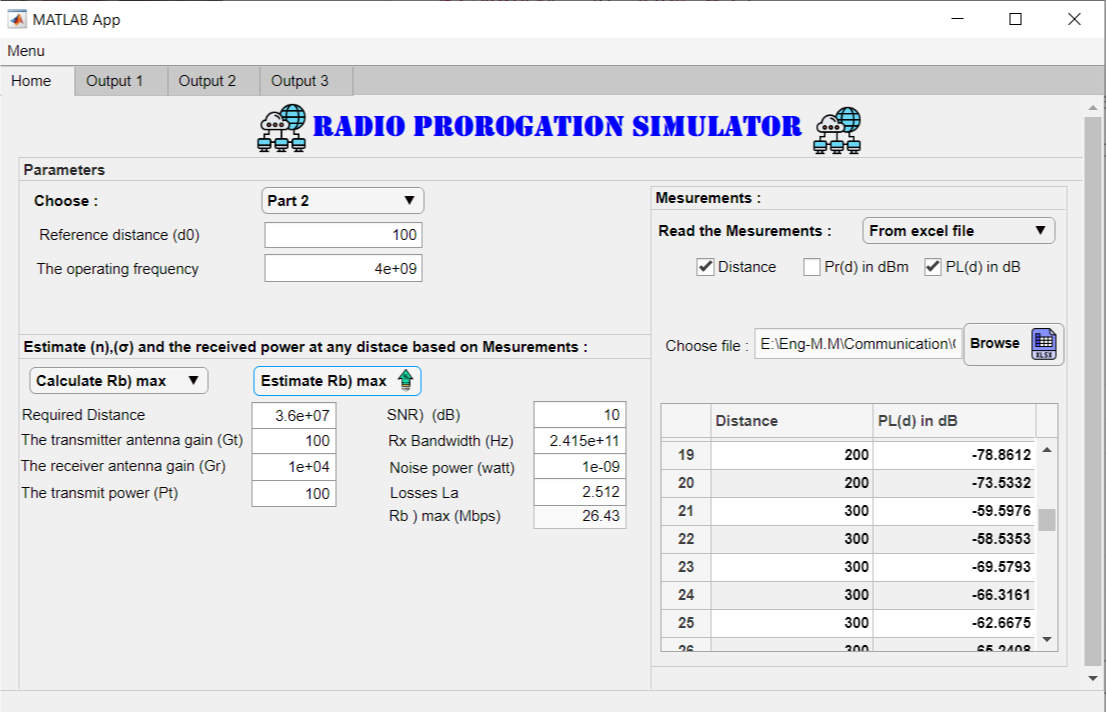 MATLAB App
Menu
Home Output 1 Output 2 Output 3
RADIO PROROGATION SIMULATOR
Parameters
Choose : Part 2
Reference distance (d0) 100
The operating frequency 4e+09
Estimate (n),(σ) and the received power at any distace based on Mesurements :
Calculate Rb) max Estimate Rb) max
Required Distance 3.6e+07 SNR) (dB) 10
The transmitter antenna gain (Gt) 100 Rx Bandwidth (Hz) 2.415e+11
The receiver antenna gain (Gr) 1e+04 Noise power (watt) 1e-09
The transmit power (Pt) 100 Losses La 2.512
Rb ) max (Mbps) 26.43
Mesurements :
Read the Mesurements : From excel file
Distance Pr(d) in dBm PL(d) in dB
Choose file : E:\Eng-M.M\Communication\ Browse XLSX
Distance PL(d) in dB
19 200 -78.8612
20 200 -73.5332
21 300 -59.5976
22 300 -58.5353
23 300 -69.5793
24 300 -66.3161
25 300 -62.6675
26 300 -65.2408